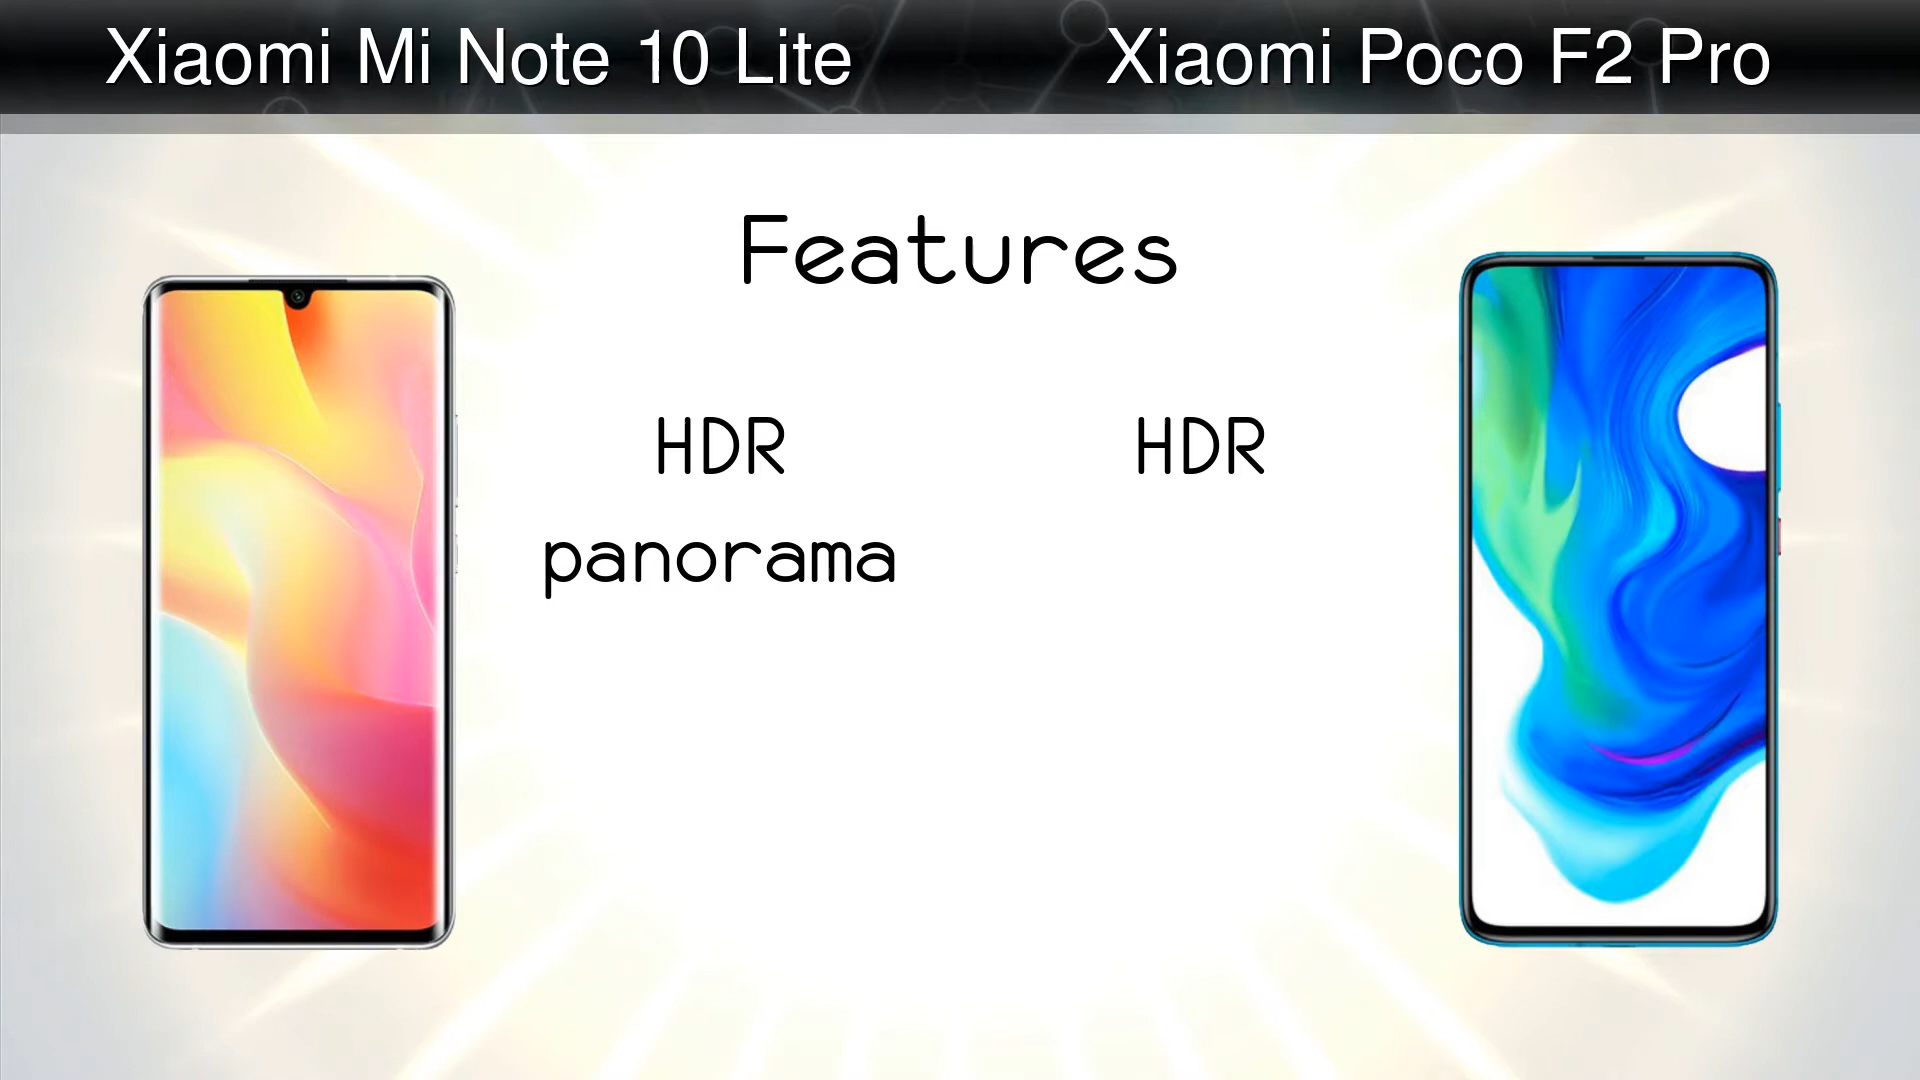 Xiaomi Mi Note 10 Lite
Xiaomi Poco F2 Pro
Features
HDR
HDR
panorama